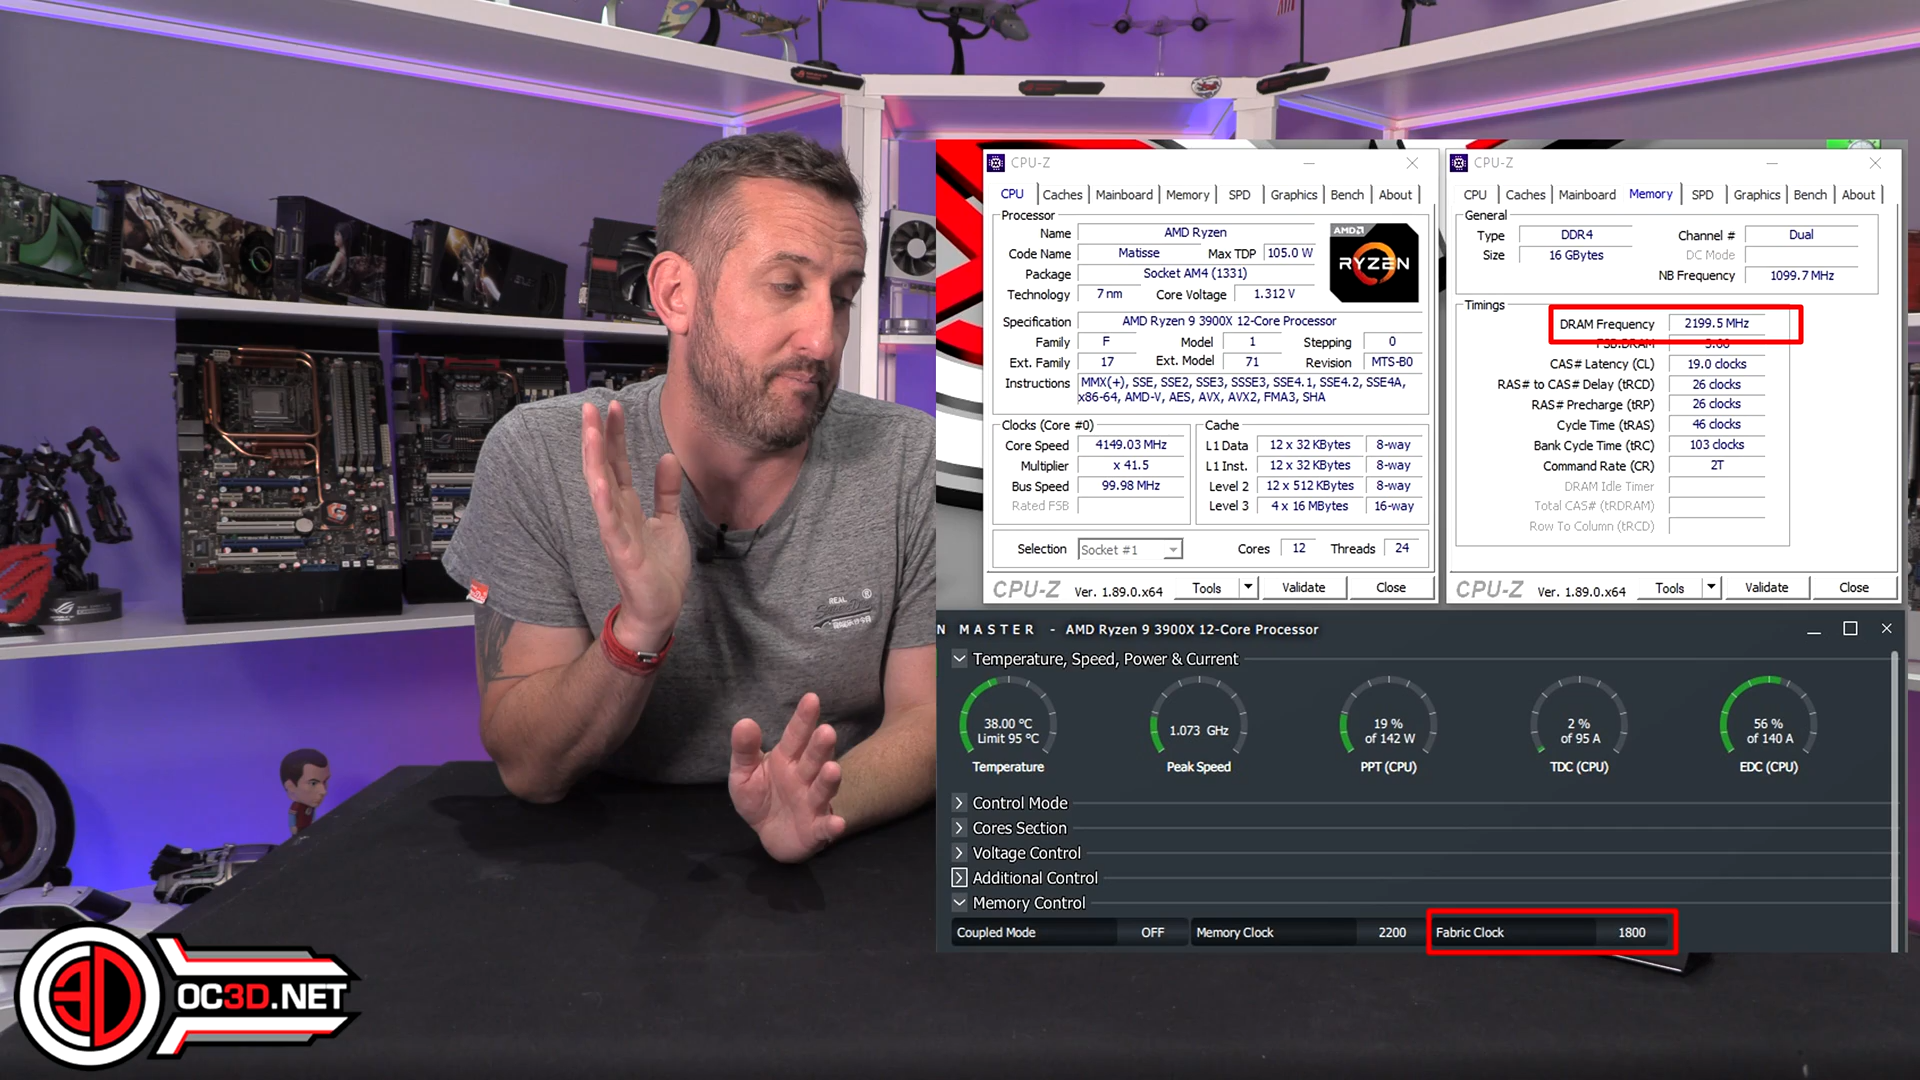 CPU-Z
CPU Caches Mainboard Memory SPD Graphics Bench About
Processor
Name AMD Ryzen
Code Name Matisse Max TDP 105.0 W
Package Socket AM4 (1331)
Technology 7 nm Core Voltage 1.312 V
AMD
RYZEN
Specification AMD Ryzen 9 3900X 12-Core Processor
Family F Model 1 Stepping 0
Ext. Family 17 Ext. Model 71 Revision MTS-B0
Instructions MMX(+), SSE, SSE2, SSE3, SSSE3, SSE4.1, SSE4.2, SSE4A,
x86-64, AMD-V, AES, AVX, AVX2, FMA3, SHA
Clocks (Core #0)
Core Speed 4149.03 MHz
Multiplier x 41.5
Bus Speed 99.98 MHz
Rated FSB
Cache
L1 Data 12 x 32 KBytes 8-way
L1 Inst. 12 x 32 KBytes 8-way
Level 2 12 x 512 KBytes 8-way
Level 3 4 x 16 MBytes 16-way
Selection Socket #1 Cores 12 Threads 24
CPU-Z Ver. 1.89.0.x64 Tools Validate Close
CPU-Z
CPU Caches Mainboard Memory SPD Graphics Bench About
General
Type DDR4 Channel # Dual
Size 16 GBytes DC Mode
NB Frequency 1099.7 MHz
Timings
DRAM Frequency 2199.5 MHz
FSB:DRAM 3:66
CAS# Latency (CL) 19.0 clocks
RAS# to CAS# Delay (tRCD) 26 clocks
RAS# Precharge (tRP) 26 clocks
Cycle Time (tRAS) 46 clocks
Bank Cycle Time (tRC) 103 clocks
Command Rate (CR) 2T
DRAM Idle Timer
Total CAS# (tRDRAM)
Row To Column (tRCD)
CPU-Z Ver. 1.89.0.x64 Tools Validate Close
N MASTER - AMD Ryzen 9 3900X 12-Core Processor
Temperature, Speed, Power & Current
38.00 °C
Limit 95 °C
Temperature
1.073 GHz
Peak Speed
19 %
of 142 W
PPT (CPU)
2 %
of 95 A
TDC (CPU)
56 %
of 140 A
EDC (CPU)
Control Mode
Cores Section
Voltage Control
Additional Control
Memory Control
Coupled Mode OFF Memory Clock 2200 Fabric Clock 1800
REAL
3D
OC3D.NET